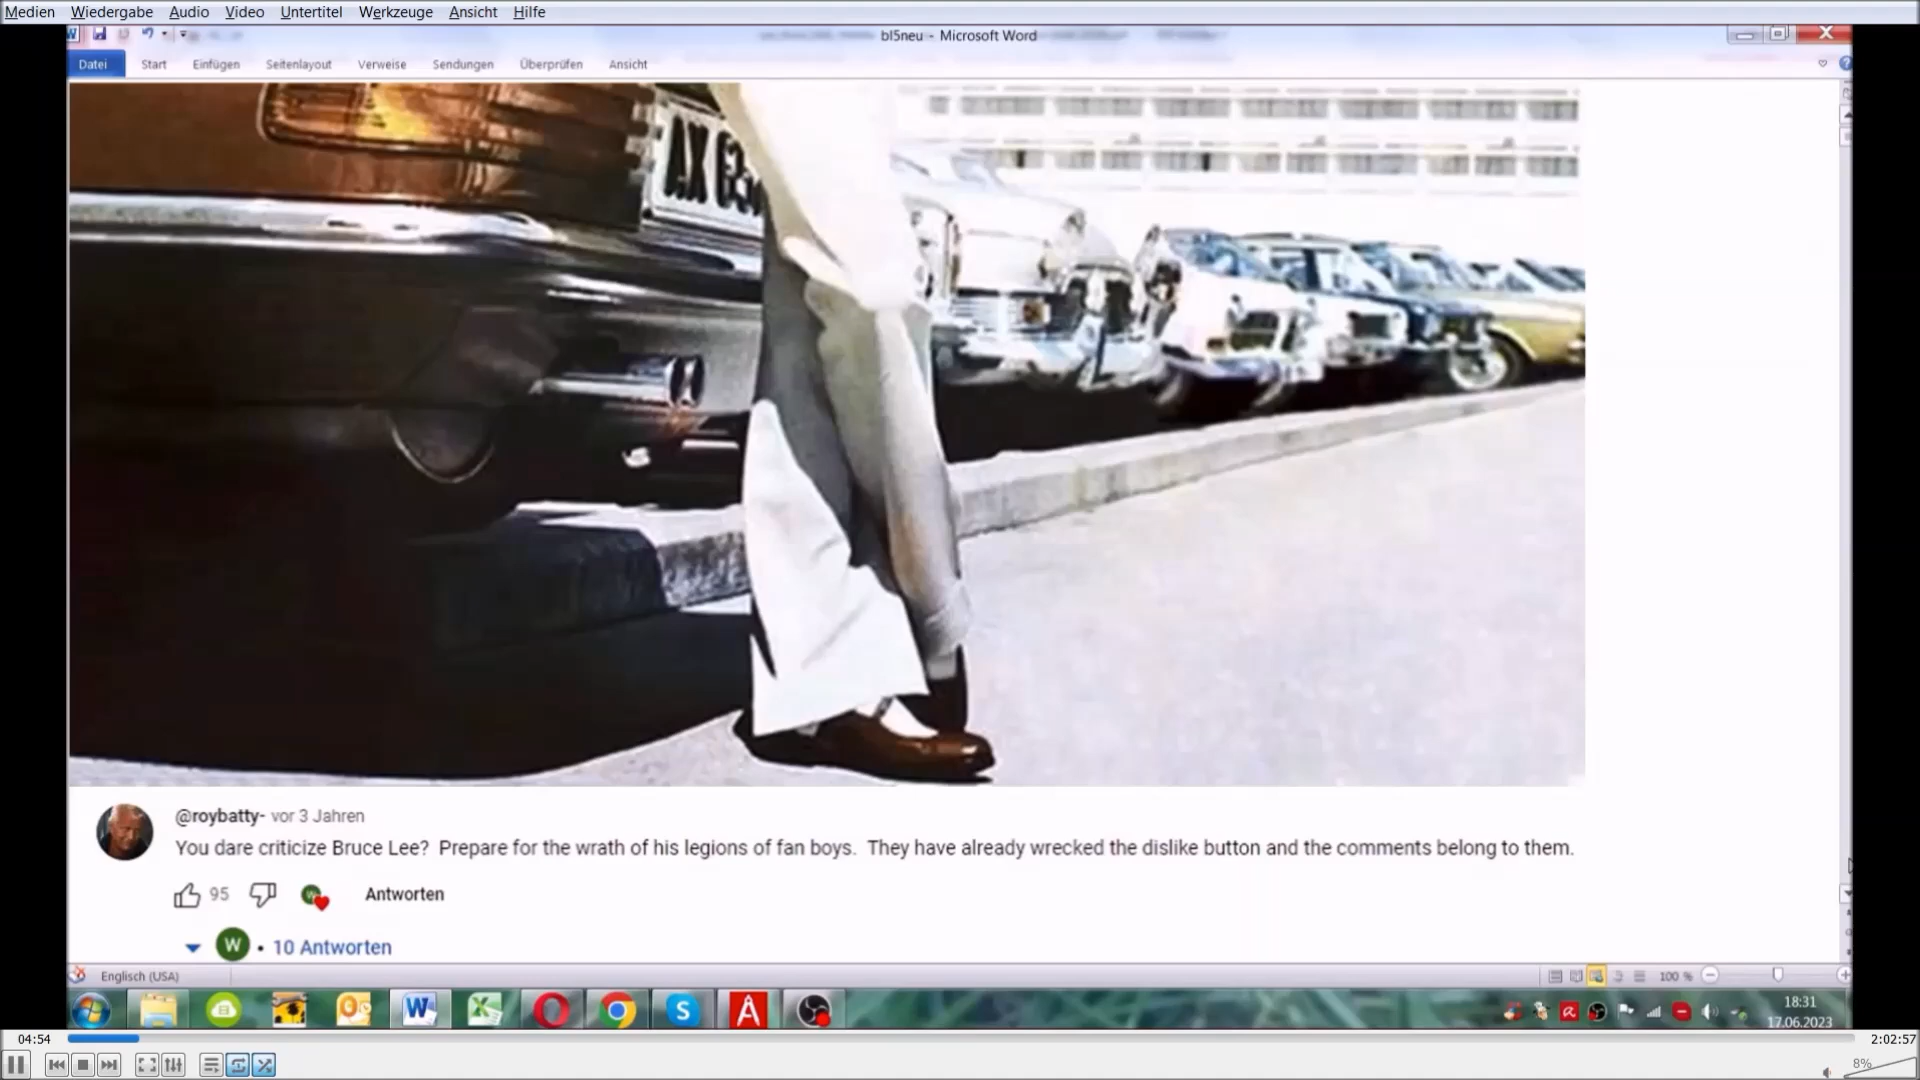 Medien Wiedergabe Audio Video Untertitel Werkzeuge Ansicht Hilfe
bl5neu - Microsoft Word
Datei Start Einfügen Seitenlayout Verweise Sendungen Überprüfen Ansicht
AX
@roybatty- vor 3 Jahren
You dare criticize Bruce Lee? Prepare for the wrath of his legions of fan boys. They have already wrecked the dislike button and the comments belong to them.
95 Antworten
W • 10 Antworten
Englisch (USA) 100 %
18:31
17.06.2023
04:54 2:02:57
8%